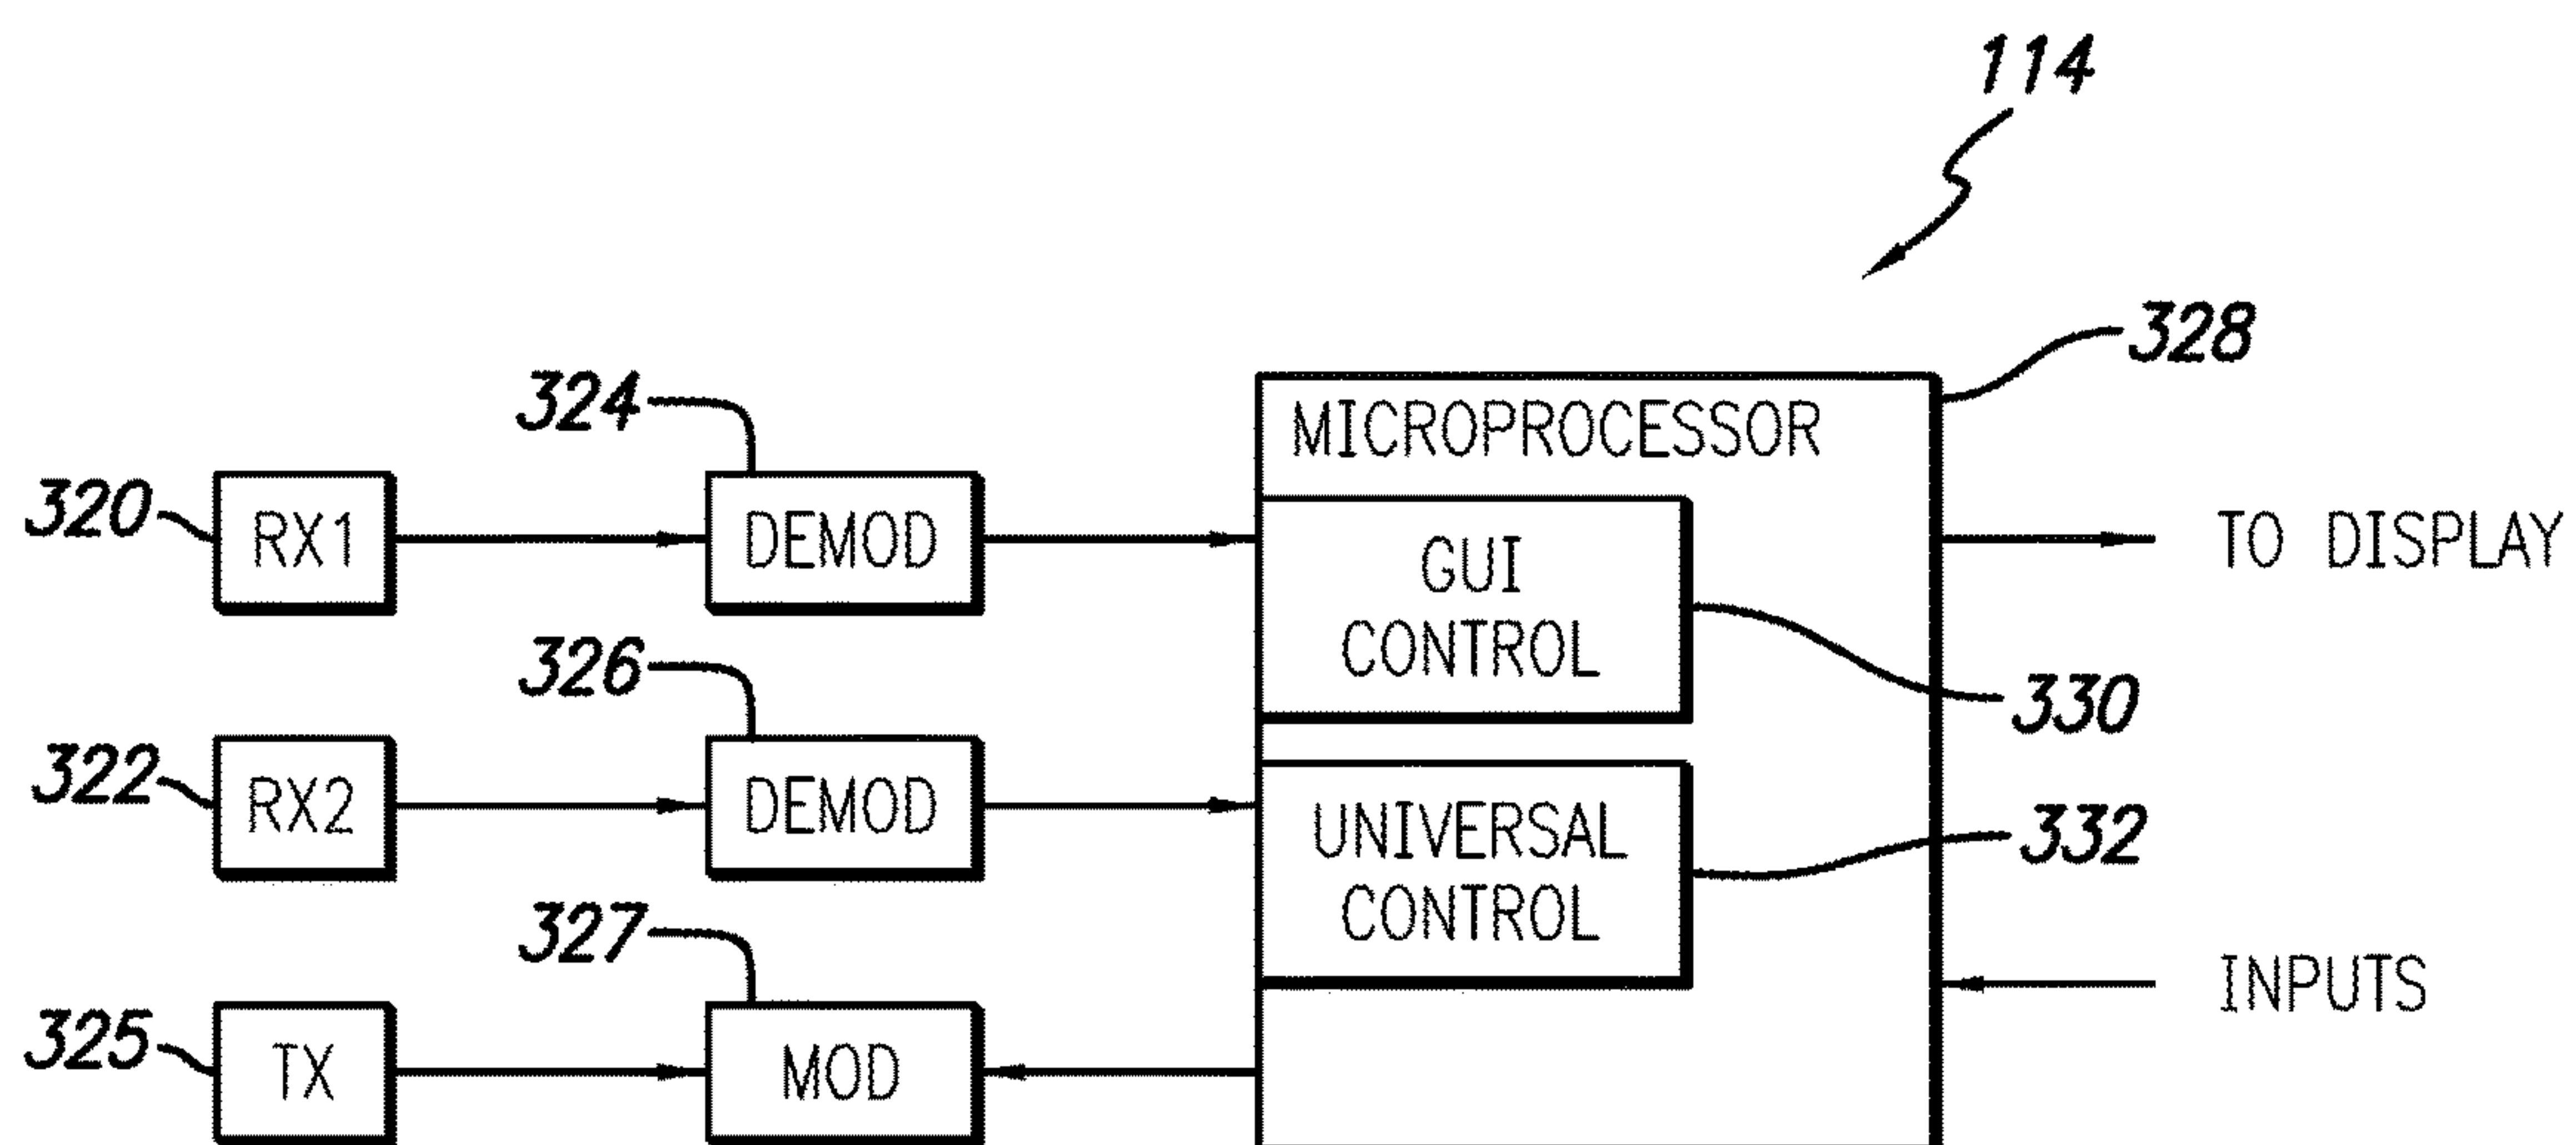 114
328
324
MICROPROCESSOR
320
RX1
DEMOD
GUI
CONTROL
TO DISPLAY
326
330
322
RX2
DEMOD
UNIVERSAL
CONTROL
332
327
INPUTS
325
TX
MOD